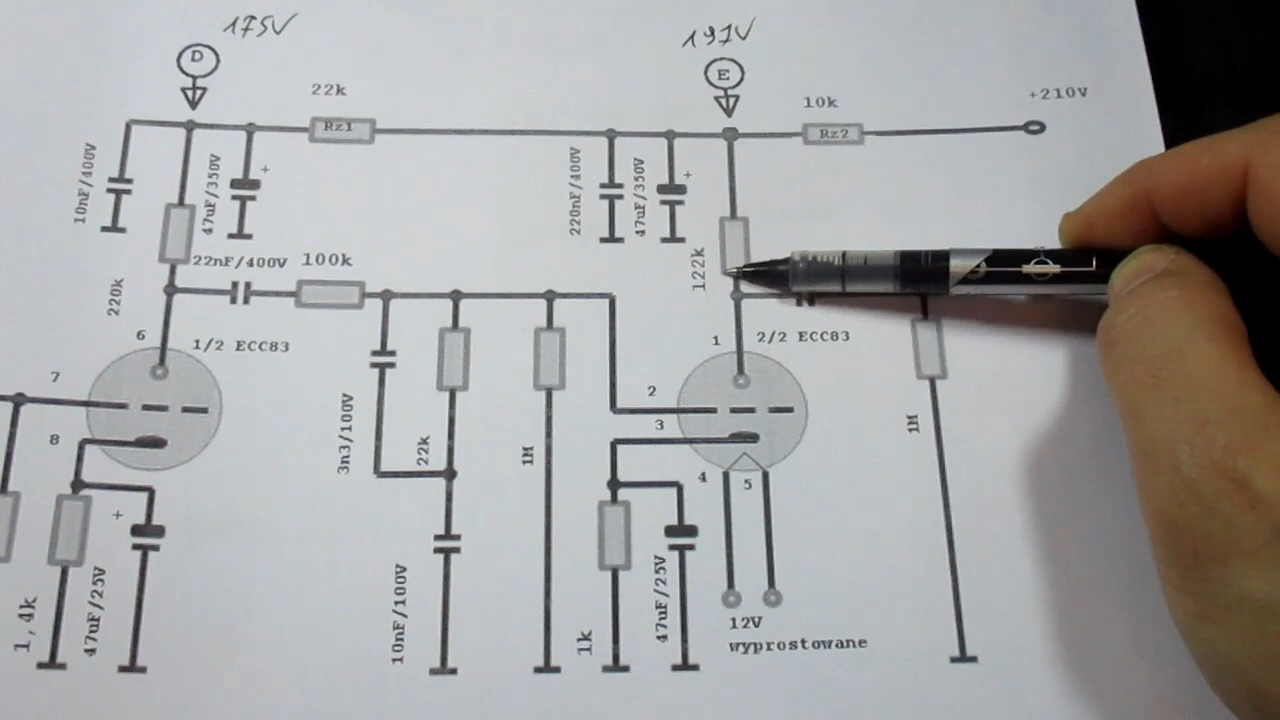 175V
191V
D
E
22k
10k
+210V
Rz1
Rz2
10nF/400V
47uF/350V
+
220nF/400V
47uF/350V
+
22nF/400V
100k
122k
220k
6
1/2 ECC83
1
2/2 ECC83
7
2
8
3
3n3/100V
22k
1M
4
5
1M
+
1,4k
47uF/25V
10nF/100V
1k
47uF/25V
12V
wyprostowane